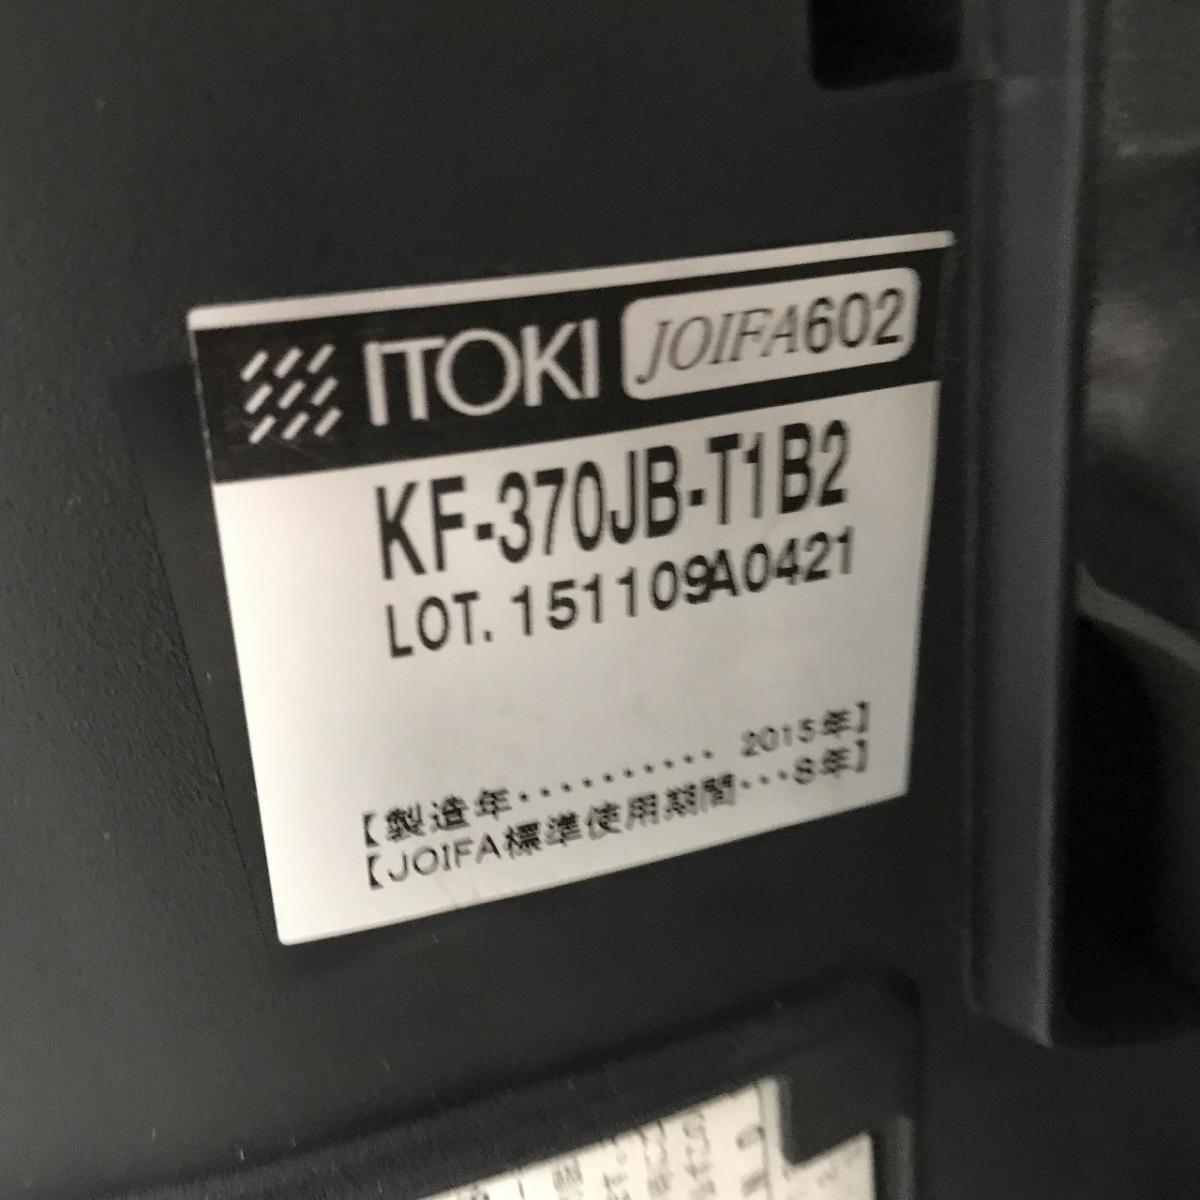 ITOKI JOIFA602
KF-370JB-T1B2
LOT. 151109A0421
【製造年・・・・・・・・・・ 2015年】
【JOIFA標準使用期間・・・8年】